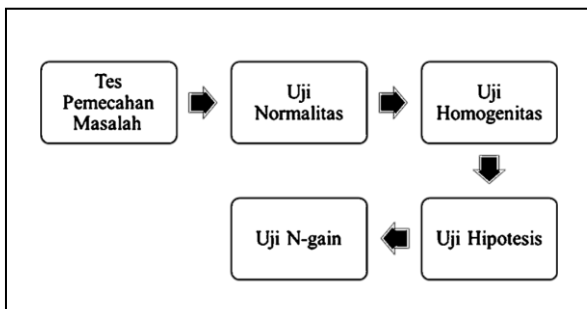 Tes
Pemecahan
Masalah
Uji
Normalitas
Uji
Homogenitas
Uji Hipotesis
Uji N-gain